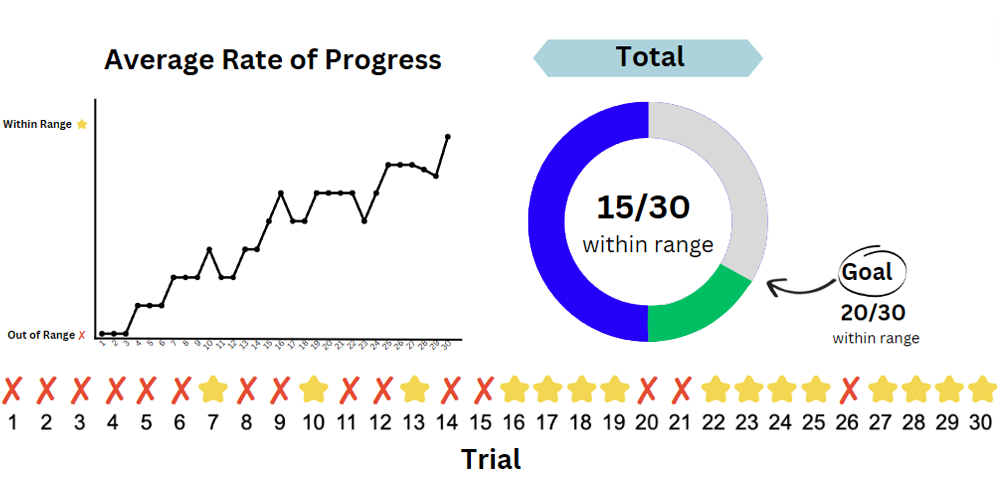 Average Rate of Progress
Total
Within Range
Out of Range
1 2 3 4 5 6 7 8 9 10 11 12 13 14 15 16 17 18 19 20 21 22 23 24 25 26 27 28 29 30
15/30
within range
Goal
20/30
within range
1 2 3 4 5 6 7 8 9 10 11 12 13 14 15 16 17 18 19 20 21 22 23 24 25 26 27 28 29 30
Trial